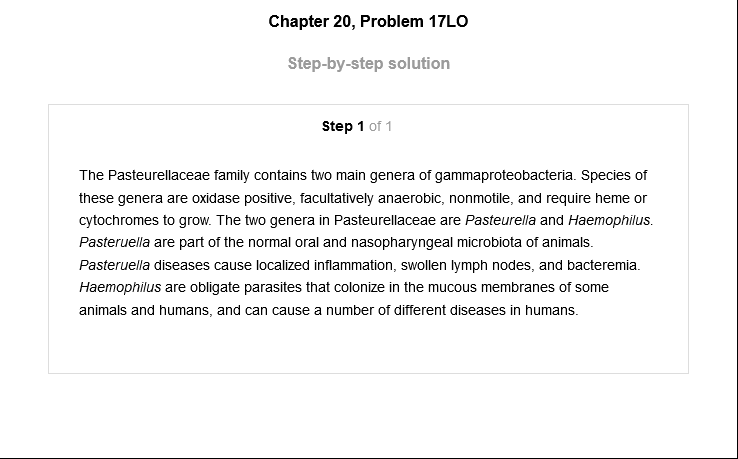 Chapter 20, Problem 17LO
Step-by-step solution
Step 1 of 1
The Pasteurellaceae family contains two main genera of gammaproteobacteria. Species of
these genera are oxidase positive, facultatively anaerobic, nonmotile, and require heme or
cytochromes to grow. The two genera in Pasteurellaceae are Pasteurella and Haemophilus.
Pasteruella are part of the normal oral and nasopharyngeal microbiota of animals.
Pasteruella diseases cause localized inflammation, swollen lymph nodes, and bacteremia.
Haemophilus are obligate parasites that colonize in the mucous membranes of some
animals and humans, and can cause a number of different diseases in humans.